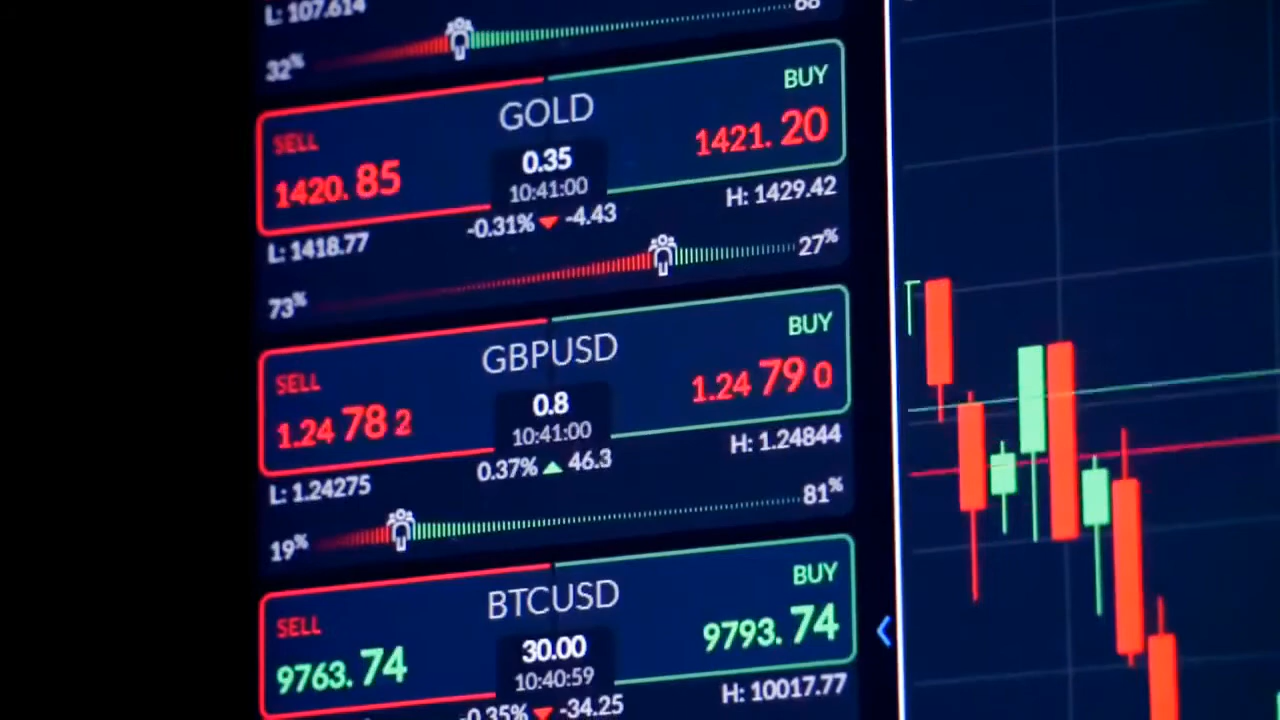 L: 107.614
68
32%
GOLD
BUY
SELL
1420. 85
0.35
10:41:00
1421. 20
L: 1418.77
-0.31% -4.43
H: 1429.42
73%
27%
GBPUSD
BUY
SELL
1.24 78 2
0.8
10:41:00
1.24 79 0
L: 1.24275
0.37% 46.3
H: 1.24844
19%
81%
BTCUSD
BUY
SELL
9763. 74
30.00
10:40:59
9793. 74
-0.35% -34.25
H: 10017.77